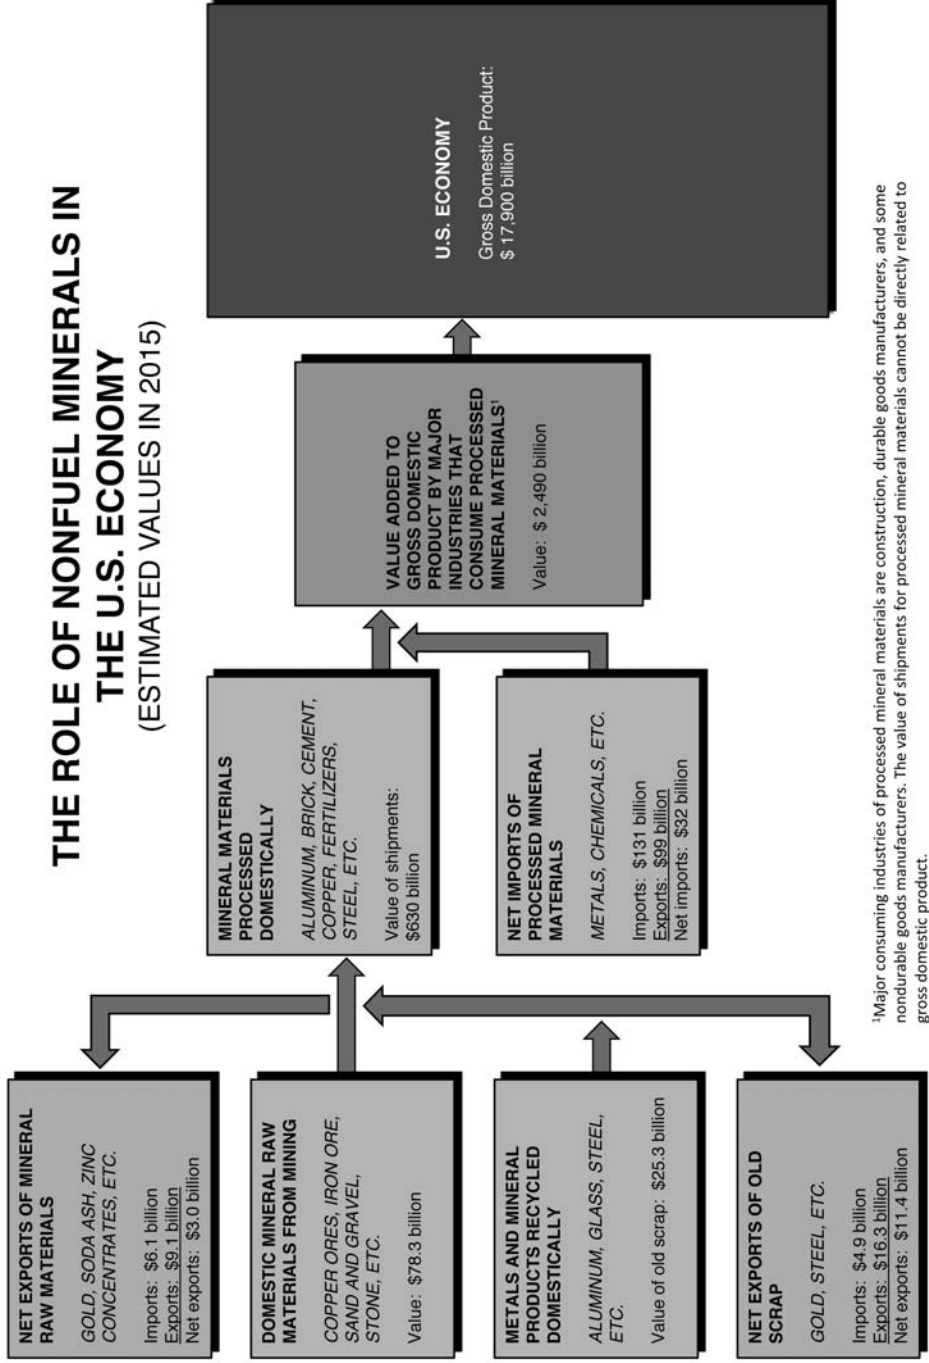 THE ROLE OF NONFUEL MINERALS IN
THE U.S. ECONOMY
(ESTIMATED VALUES IN 2015)
NET EXPORTS OF MINERAL
RAW MATERIALS
GOLD, SODA ASH, ZINC
CONCENTRATES, ETC.
Imports: $6.1 billion
Exports: $9.1 billion
Net exports: $3.0 billion
DOMESTIC MINERAL RAW
MATERIALS FROM MINING
COPPER ORES, IRON ORE,
SAND AND GRAVEL,
STONE, ETC.
Value: $78.3 billion
METALS AND MINERAL
PRODUCTS RECYCLED
DOMESTICALLY
ALUMINUM, GLASS, STEEL,
ETC.
Value of old scrap: $25.3 billion
NET EXPORTS OF OLD
SCRAP
GOLD, STEEL, ETC.
Imports: $4.9 billion
Exports: $16.3 billion
Net exports: $11.4 billion
MINERAL MATERIALS
PROCESSED
DOMESTICALLY
ALUMINUM, BRICK, CEMENT,
COPPER, FERTILIZERS,
STEEL, ETC.
Value of shipments:
$630 billion
NET IMPORTS OF
PROCESSED MINERAL
MATERIALS
METALS, CHEMICALS, ETC.
Imports: $131 billion
Exports: $99 billion
Net imports: $32 billion
VALUE ADDED TO
GROSS DOMESTIC
PRODUCT BY MAJOR
INDUSTRIES THAT
CONSUME PROCESSED
MINERAL MATERIALS¹
Value: $ 2,490 billion
U.S. ECONOMY
Gross Domestic Product:
$ 17,900 billion
¹Major consuming industries of processed mineral materials are construction, durable goods manufacturers, and some
nondurable goods manufacturers. The value of shipments for processed mineral materials cannot be directly related to
gross domestic product.